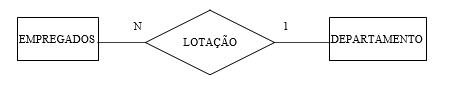 N
1
EMPREGADOS
LOTAÇÃO
DEPARTAMENTO